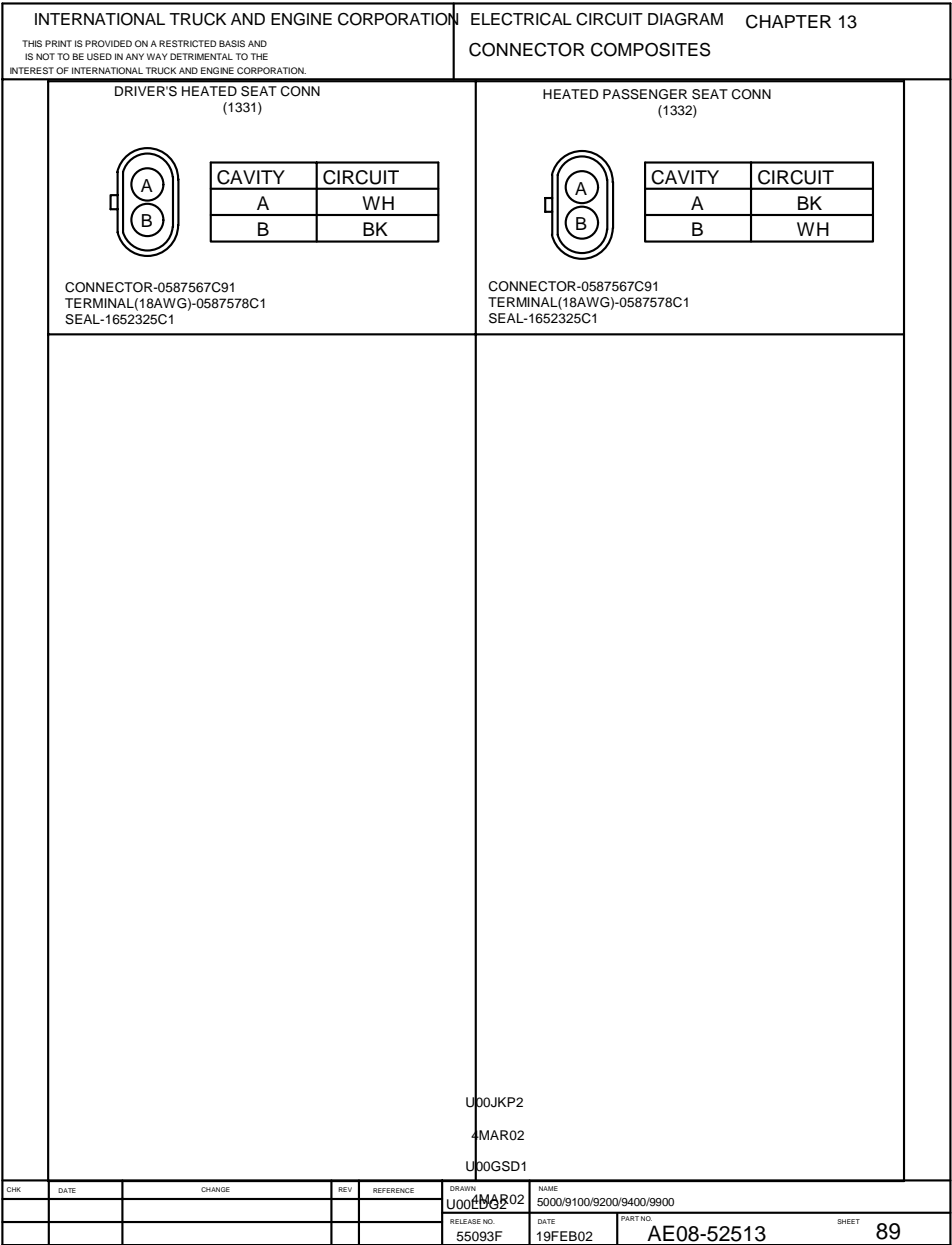 INTERNATIONAL TRUCK AND ENGINE CORPORATION
THIS PRINT IS PROVIDED ON A RESTRICTED BASIS AND
IS NOT TO BE USED IN ANY WAY DETRIMENTAL TO THE
INTEREST OF INTERNATIONAL TRUCK AND ENGINE CORPORATION.
ELECTRICAL CIRCUIT DIAGRAM CHAPTER 13
CONNECTOR COMPOSITES
DRIVER'S HEATED SEAT CONN
(1331)
A
B
CAVITY CIRCUIT
A WH
B BK
CONNECTOR-0587567C91
TERMINAL(18AWG)-0587578C1
SEAL-1652325C1
HEATED PASSENGER SEAT CONN
(1332)
A
B
CAVITY CIRCUIT
A BK
B WH
CONNECTOR-0587567C91
TERMINAL(18AWG)-0587578C1
SEAL-1652325C1
U00JKP2
4MAR02
U00GSD1
4MAR02
CHK DATE CHANGE REV REFERENCE
DRAWN
U00LDG2
NAME
5000/9100/9200/9400/9900
RELEASE NO.
55093F
DATE
19FEB02
PART NO.
AE08-52513
SHEET 89